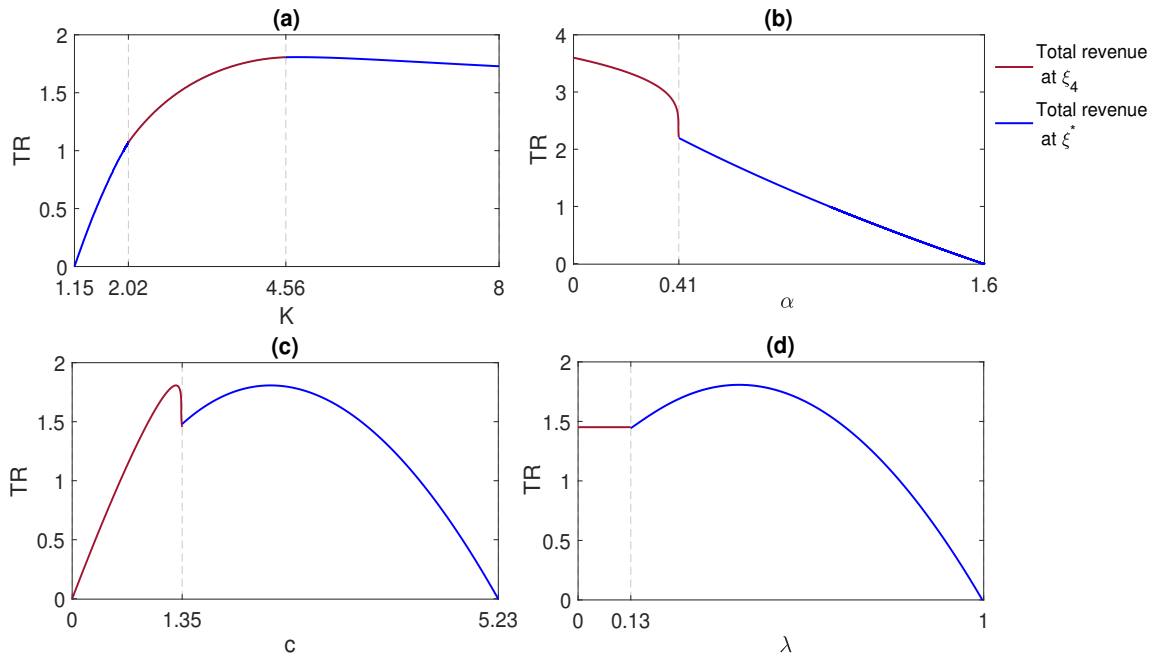 (a)
TR
2
1.5
1
0.5
0
1.15 2.02 4.56 8
K
(b)
TR
4
3
2
1
0
0 0.41 1.6
α
Total revenue
at ξ4
Total revenue
at ξ*
(c)
TR
2
1.5
1
0.5
0
0 1.35 5.23
c
(d)
TR
2
1.5
1
0.5
0
0 0.13 1
λ